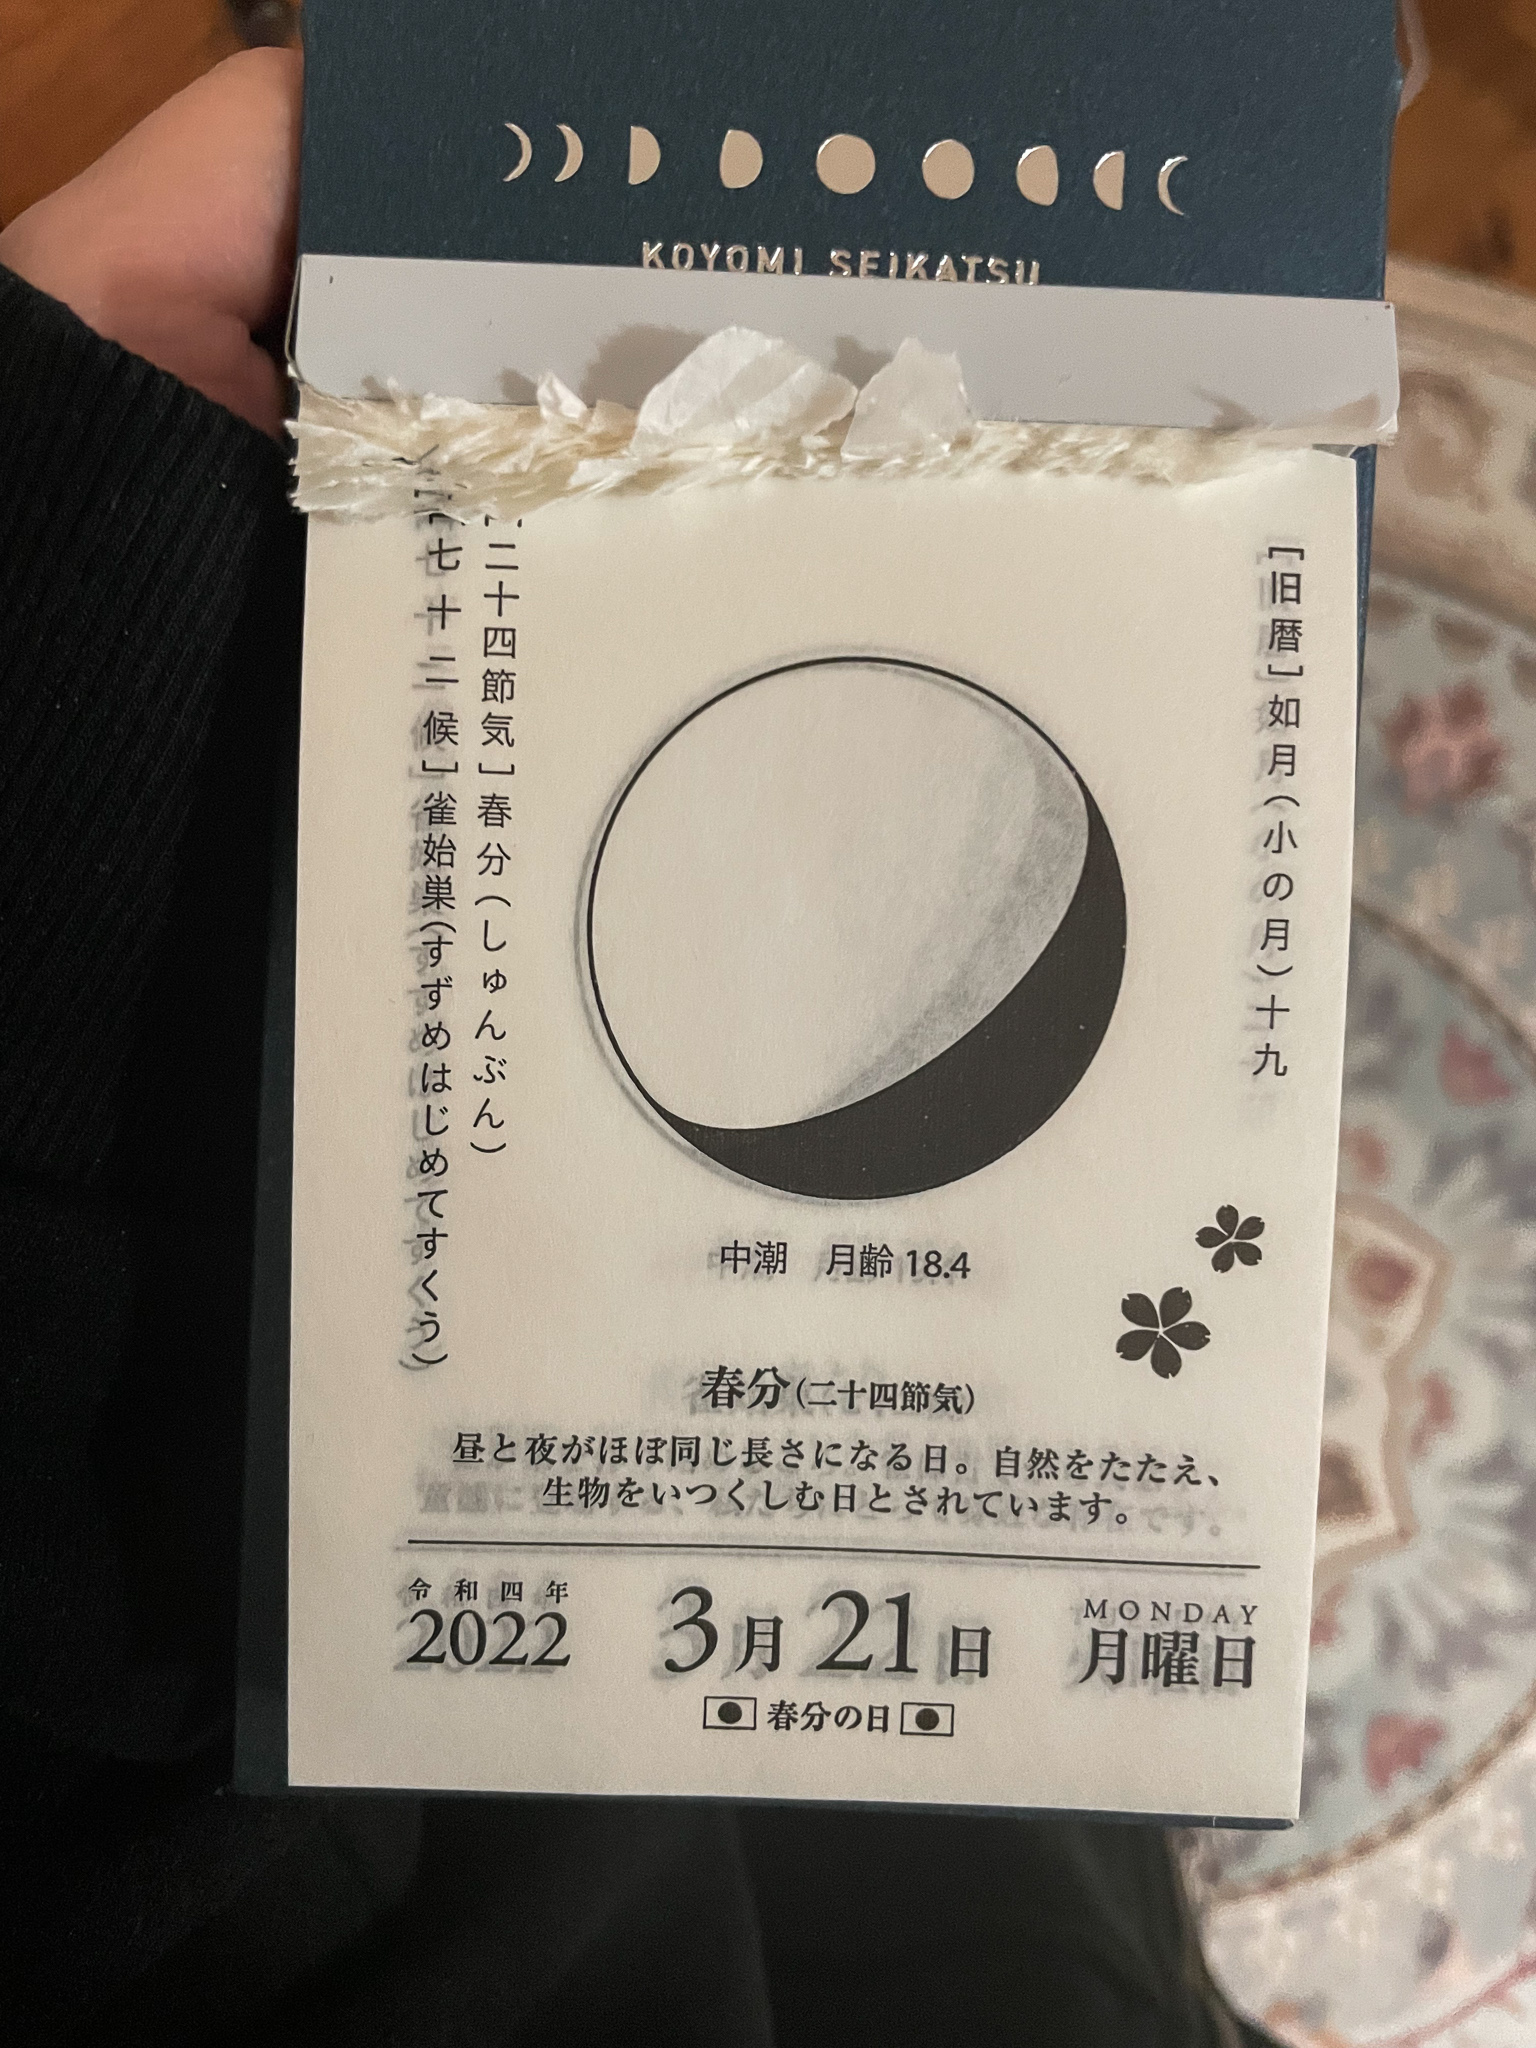 KOYOMI SEIKATSU
[旧暦]如月(小の月)十九
二十四節気]春分(しゅんぶん)
七十二候]雀始巣(すずめはじめてすくう)
中潮　月齢 18.4
春分(二十四節気)
昼と夜がほぼ同じ長さになる日。自然をたたえ、
生物をいつくしむ日とされています。
令和四年
2022
3月21日
MONDAY
月曜日
春分の日